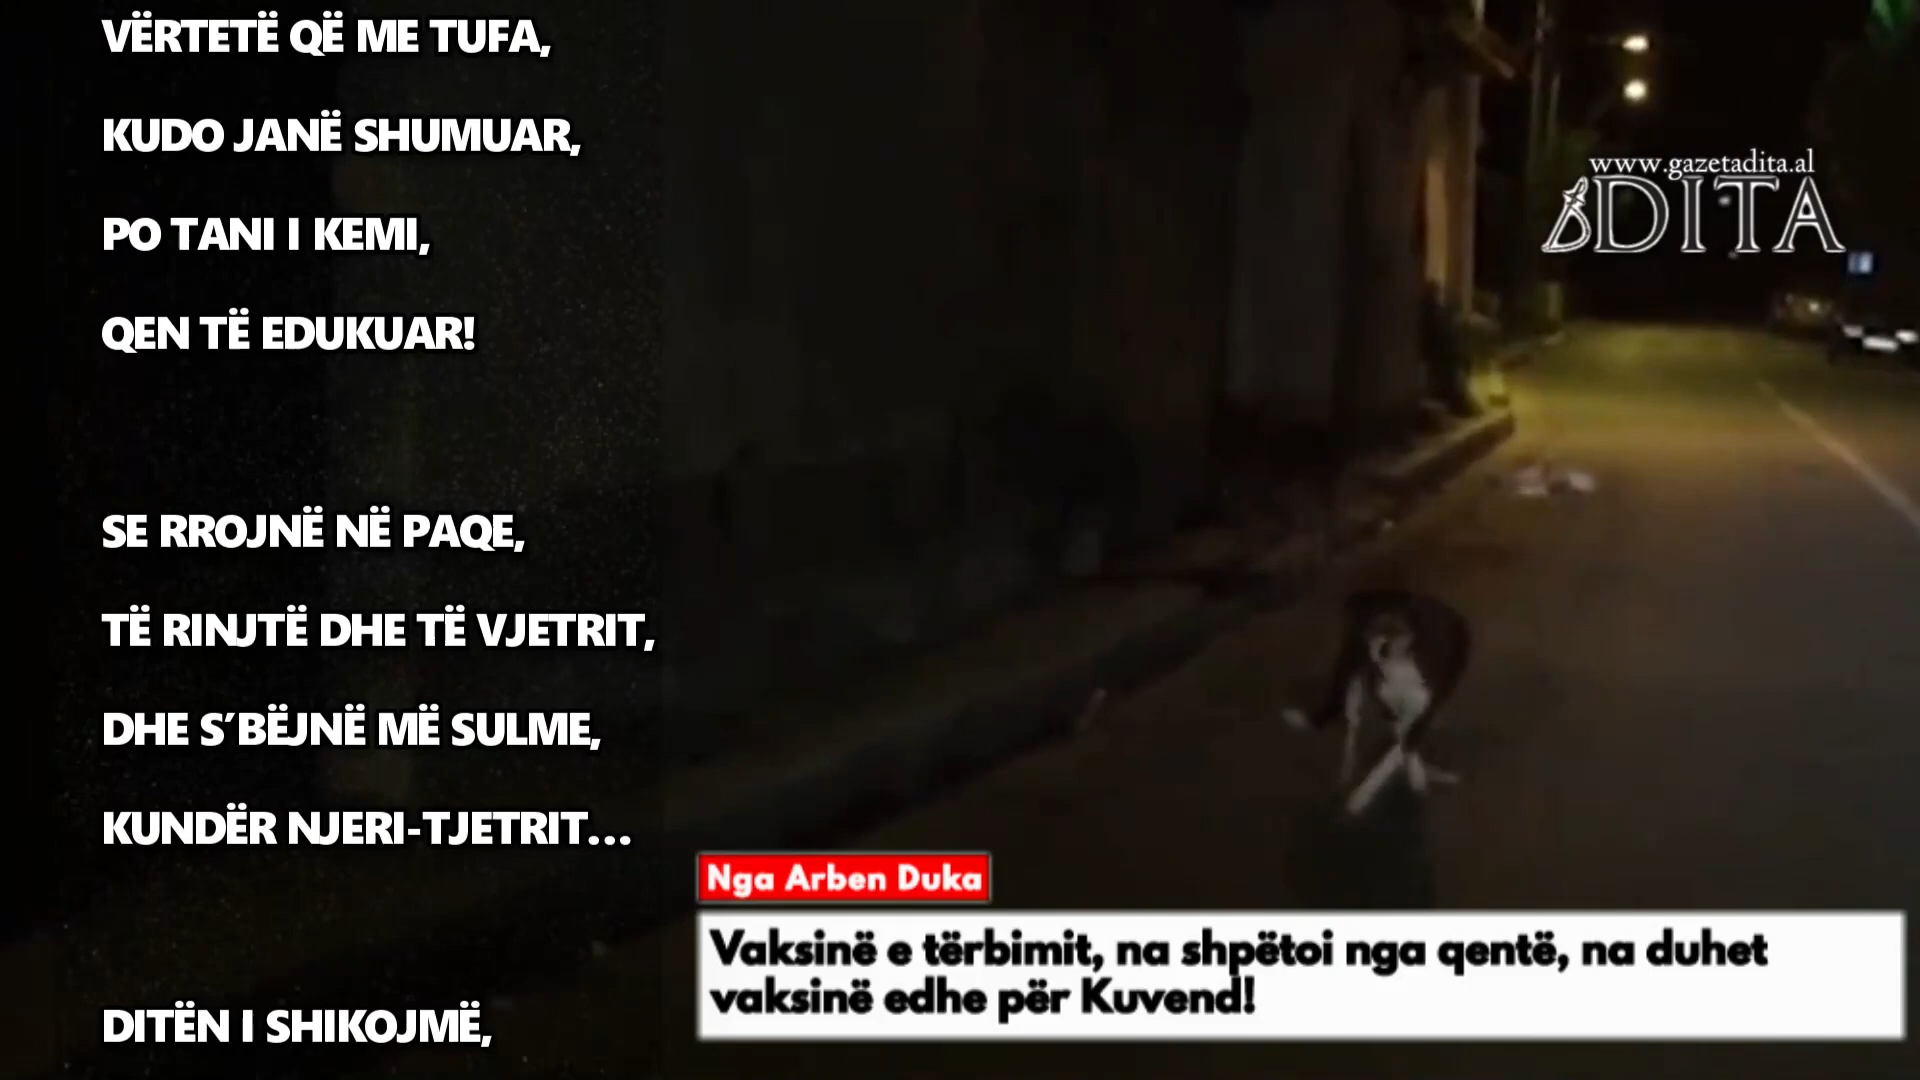 VËRTETË QË ME TUFA,
KUDO JANË SHUMUAR,
PO TANI I KEMI,
QEN TË EDUKUAR!
SE RROJNË NË PAQE,
TË RINJTË DHE TË VJETRIT,
DHE S’BËJNË MË SULME,
KUNDËR NJERI-TJETRIT...
DITËN I SHIKOJMË,
www.gazetadita.al
DITA
Nga Arben Duka
Vaksinë e tërbimit, na shpëtoi nga qentë, na duhet
vaksinë edhe për Kuvend!